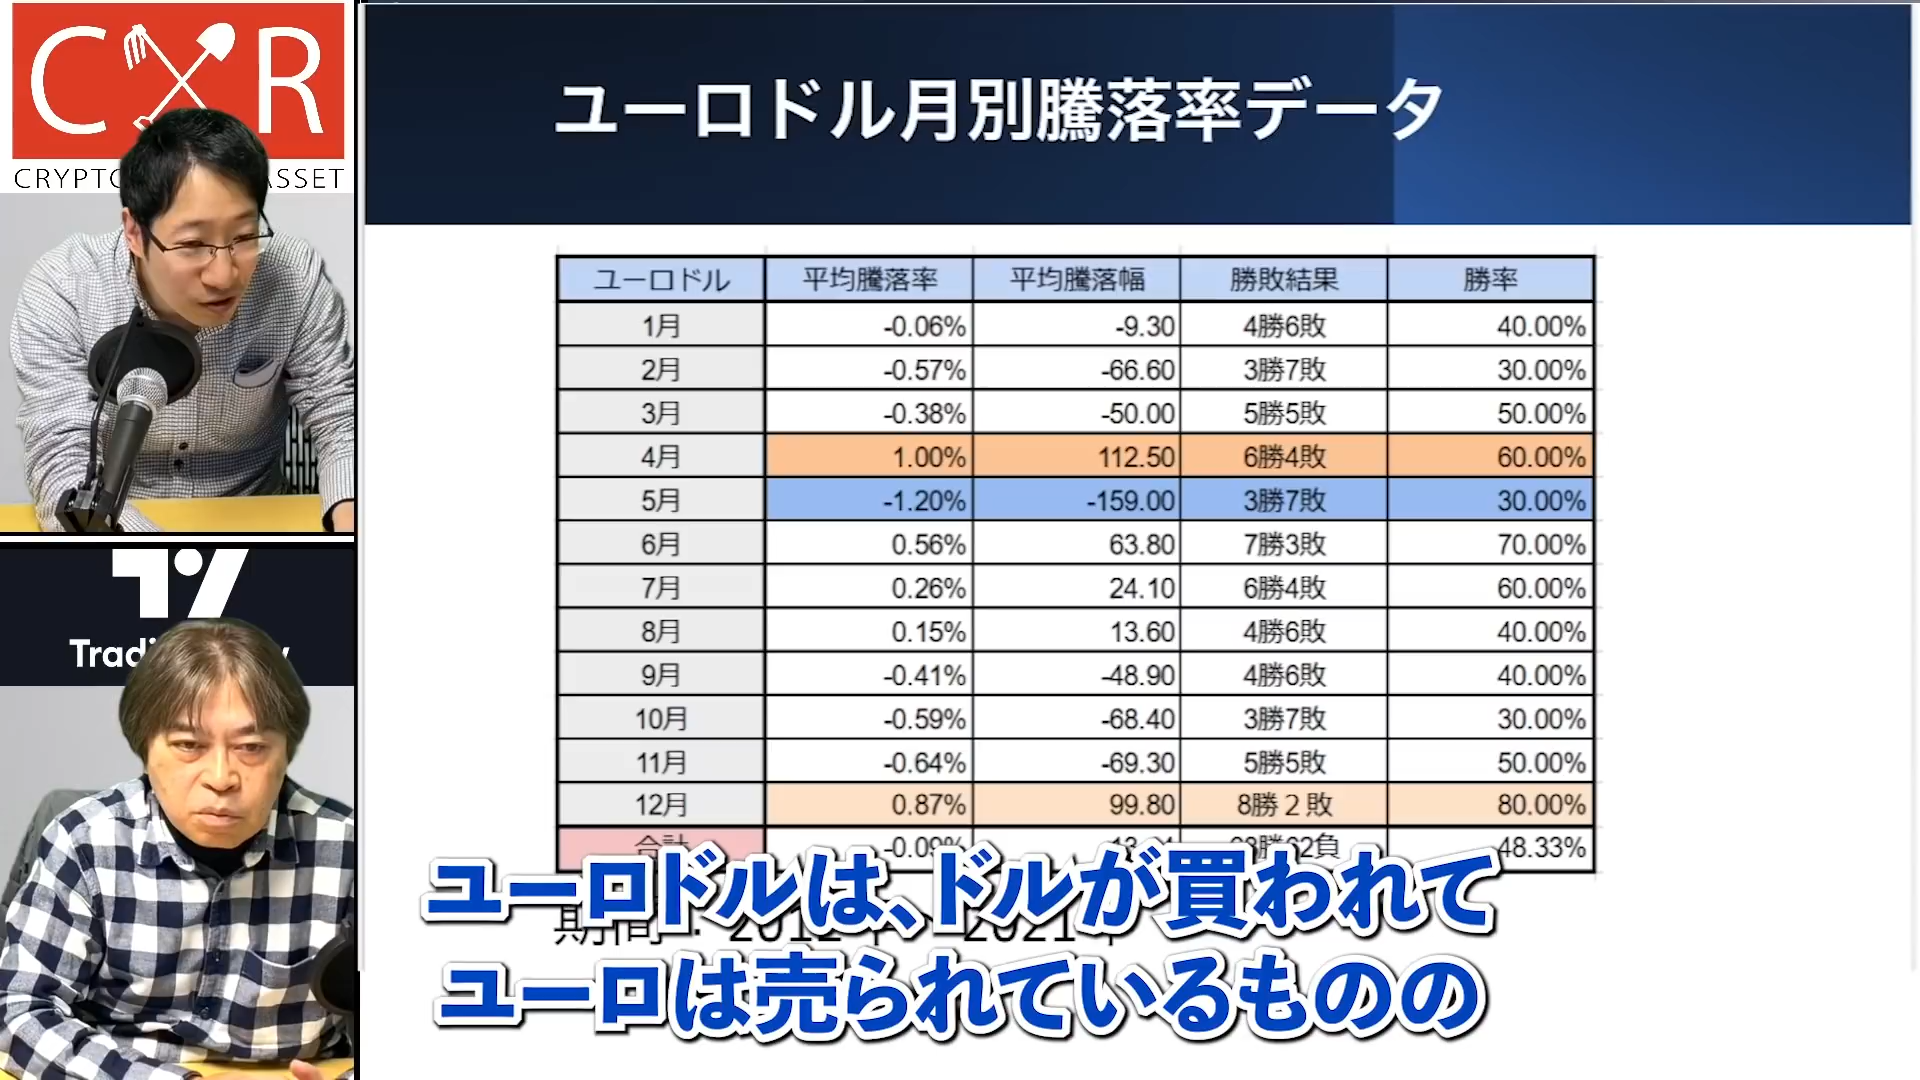 CXR
CRYPTO ASSET
ユーロドル月別騰落率データ
ユーロドル 平均騰落率 平均騰落幅 勝敗結果 勝率
1月 -0.06% -9.30 4勝6敗 40.00%
2月 -0.57% -66.60 3勝7敗 30.00%
3月 -0.38% -50.00 5勝5敗 50.00%
4月 1.00% 112.50 6勝4敗 60.00%
5月 -1.20% -159.00 3勝7敗 30.00%
6月 0.56% 63.80 7勝3敗 70.00%
7月 0.26% 24.10 6勝4敗 60.00%
8月 0.15% 13.60 4勝6敗 40.00%
9月 -0.41% -48.90 4勝6敗 40.00%
10月 -0.59% -68.40 3勝7敗 30.00%
11月 -0.64% -69.30 5勝5敗 50.00%
12月 0.87% 99.80 8勝２敗 80.00%
合計 -0.09% 48.33%
期間：2012 2021
ユーロドルは、ドルが買われて
ユーロは売られているものの